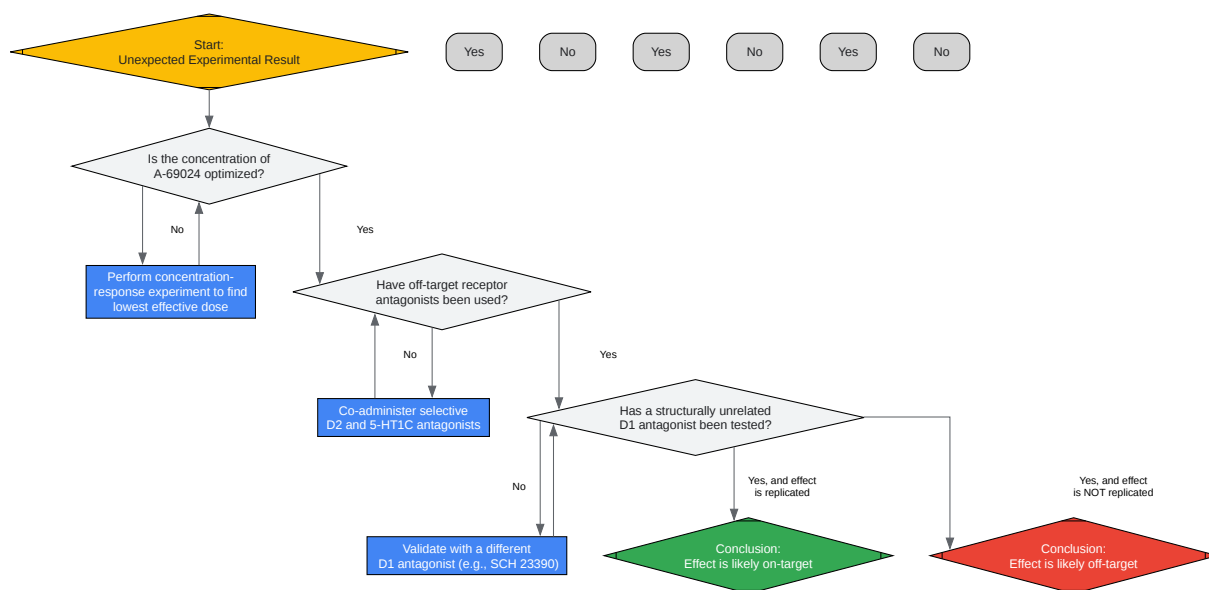 Start:
Unexpected Experimental Result
Yes
No
Yes
No
Yes
No
Is the concentration of
A-69024 optimized?
No
Yes
Perform concentration-
response experiment to find
lowest effective dose
Have off-target receptor
antagonists been used?
No
Yes
Co-administer selective
D2 and 5-HT1C antagonists
Has a structurally unrelated
D1 antagonist been tested?
No
Yes, and effect
is replicated
Yes, and effect
is NOT replicated
Validate with a different
D1 antagonist (e.g., SCH 23390)
Conclusion:
Effect is likely on-target
Conclusion:
Effect is likely off-target